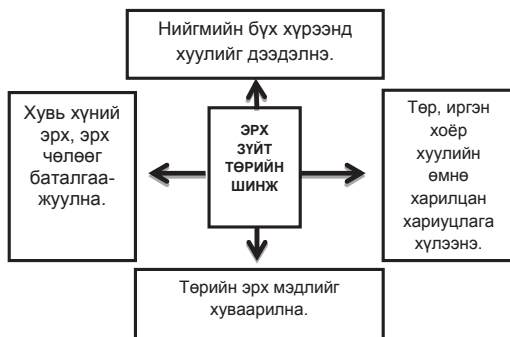 Нийгмийн бүх хүрээнд
хуулийг дээдэлнэ.
Хувь хүний
эрх, эрх
чөлөөг
баталгаа-
жуулна.
ЭРХ
ЗҮЙТ
ТӨРИЙН
ШИНЖ
Төр, иргэн
хоёр
хуулийн
өмнө
харилцан
хариуцлага
хүлээнэ.
Төрийн эрх мэдлийг
хуваарилна.